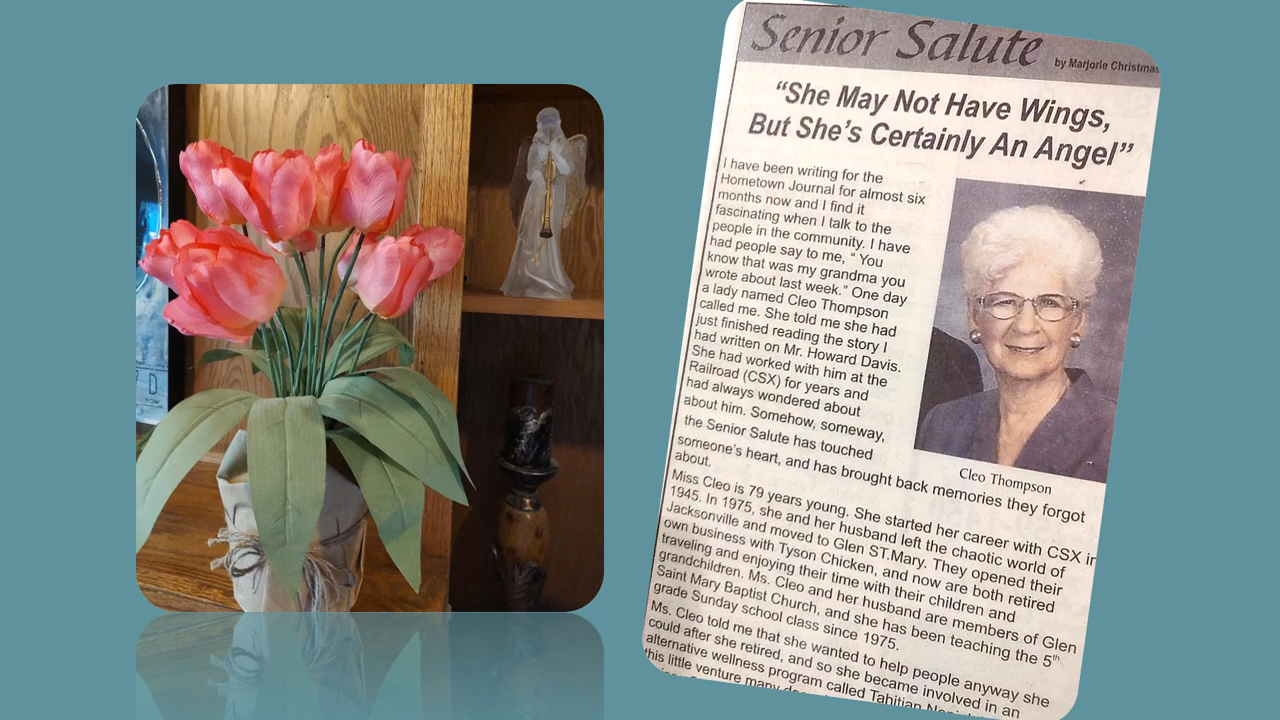 Senior Salute
by Marjorie Christmas
"She May Not Have Wings,
But She's Certainly An Angel"
I have been writing for the
Hometown Journal for almost six
months now and I find it
fascinating when I talk to the
people in the community. I have
had people say to me, " You
know that was my grandma you
wrote about last week." One day
a lady named Cleo Thompson
called me. She told me she had
just finished reading the story I
had written on Mr. Howard Davis.
She had worked with him at the
Railroad (CSX) for years and
had always wondered about
about him. Somehow, someway,
the Senior Salute has touched
someone's heart, and has brought back memories they forgot
about.
Cleo Thompson
Miss Cleo is 79 years young. She started her career with CSX in
1945. In 1975, she and her husband left the chaotic world of
Jacksonville and moved to Glen ST.Mary. They opened their
own business with Tyson Chicken, and now are both retired
traveling and enjoying their time with their children and
grandchildren. Ms. Cleo and her husband are members of Glen
Saint Mary Baptist Church, and she has been teaching the 5th
grade Sunday school class since 1975.
Ms. Cleo told me that she wanted to help people anyway she
could after she retired, and so she became involved in an
alternative wellness program called Tahitian
this little venture many
D